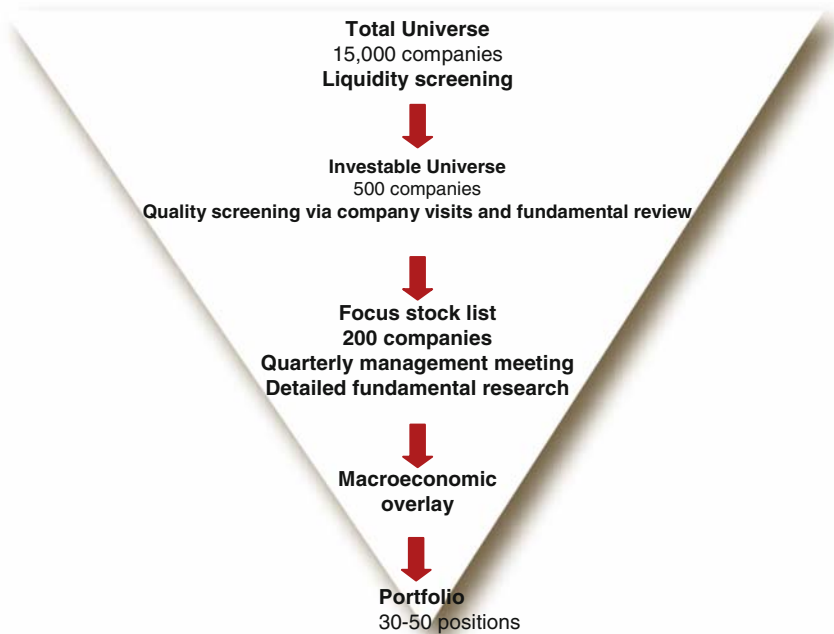 Total Universe
15,000 companies
Liquidity screening
Investable Universe
500 companies
Quality screening via company visits and fundamental review
Focus stock list
200 companies
Quarterly management meeting
Detailed fundamental research
Macroeconomic
overlay
Portfolio
30-50 positions